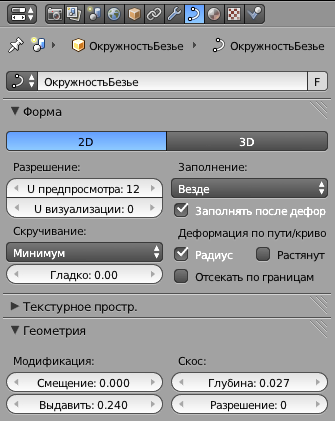 ОкружностьБезье ОкружностьБезье
ОкружностьБезье F
Форма
2D 3D
Разрешение: Заполнение:
U предпросмотра: 12 Везде
U визуализации: 0 Заполнять после дефор
Скручивание: Деформация по пути/криво
Минимум Радиус Растянут
Гладко: 0.00 Отсекать по границам
Текстурное простр.
Геометрия
Модификация: Скос:
Смещение: 0.000 Глубина: 0.027
Выдавить: 0.240 Разрешение: 0